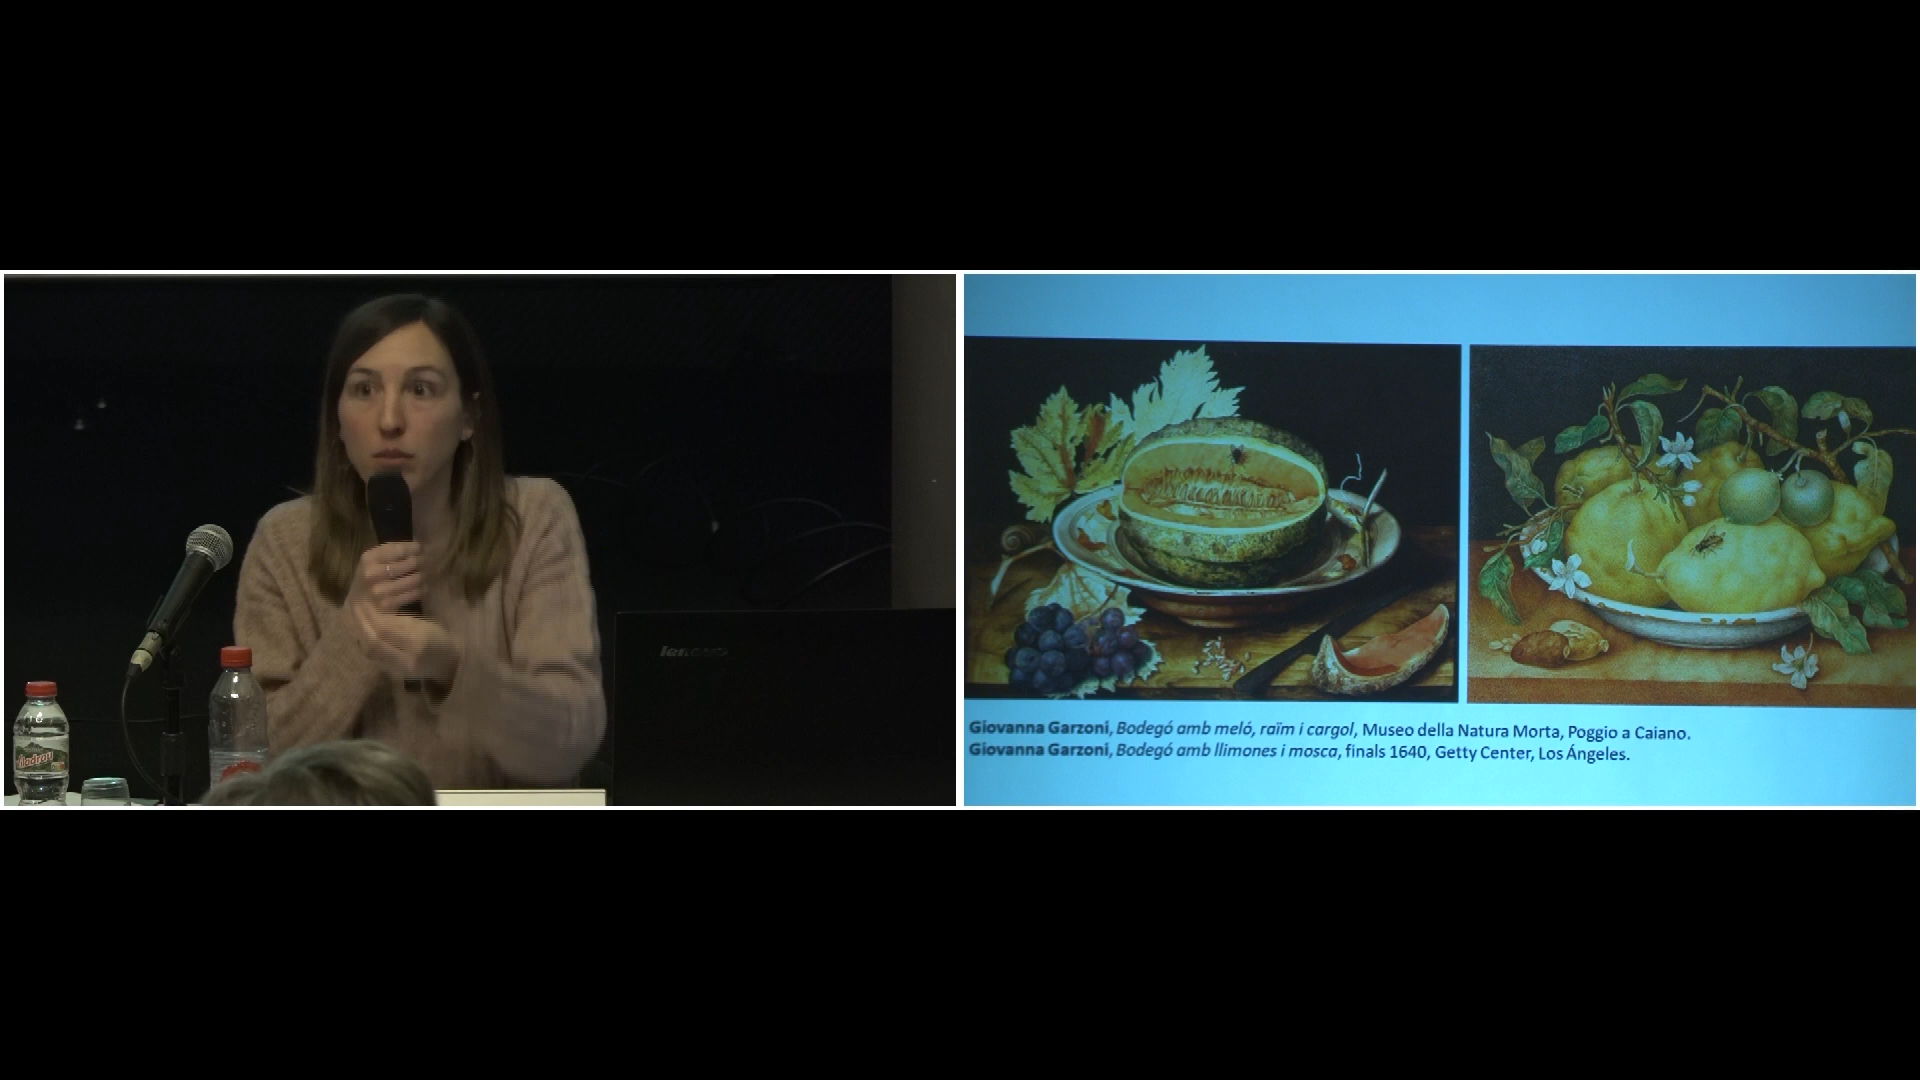 lenovo
Giovanna Garzoni, Bodegó amb meló, raïm i cargol, Museo della Natura Morta, Poggio a Caiano.
Giovanna Garzoni, Bodegó amb llimones i mosca, finals 1640, Getty Center, Los Ángeles.